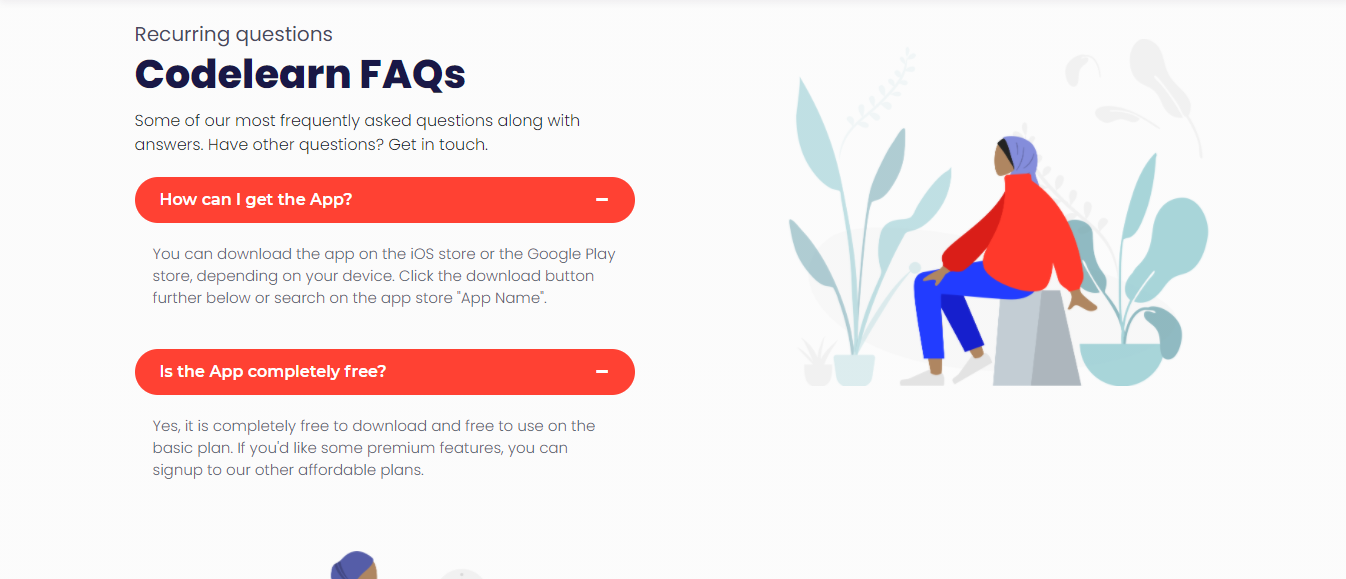 Recurring questions
Codelearn FAQs
Some of our most frequently asked questions along with
answers. Have other questions? Get in touch.
How can I get the App?
You can download the app on the iOS store or the Google Play
store, depending on your device. Click the download button
further below or search on the app store "App Name".
Is the App completely free?
Yes, it is completely free to download and free to use on the
basic plan. If you'd like some premium features, you can
signup to our other affordable plans.